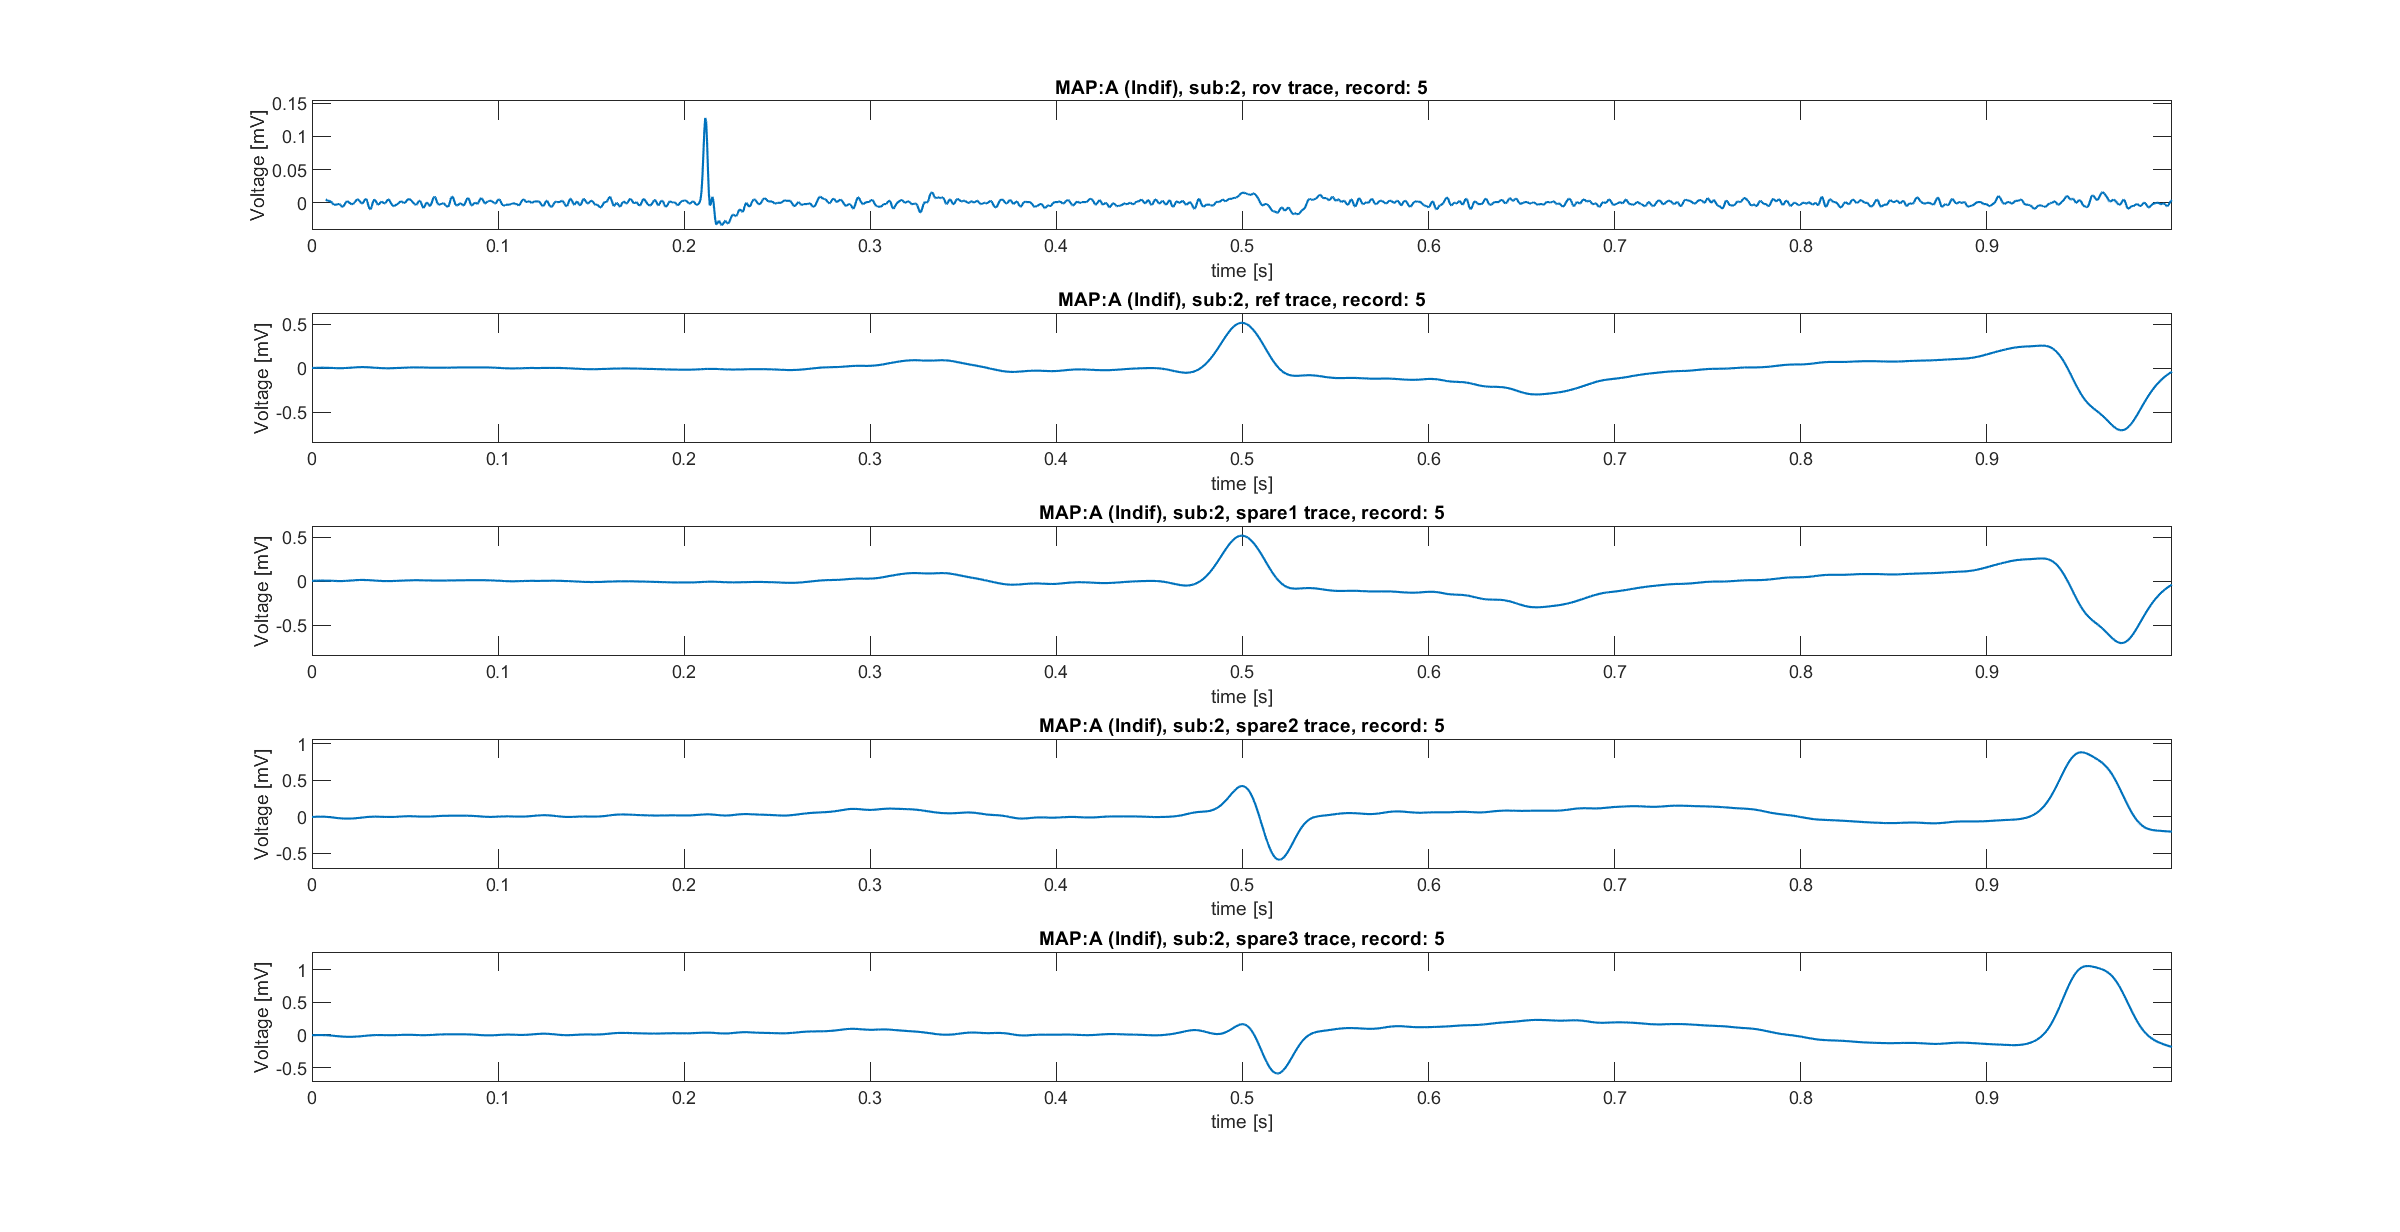 MAP:A (Indif), sub:2, rov trace, record: 5
Voltage [mV]
0.15
0.1
0.05
0
0 0.1 0.2 0.3 0.4 0.5 0.6 0.7 0.8 0.9
time [s]
MAP:A (Indif), sub:2, ref trace, record: 5
Voltage [mV]
0.5
0
-0.5
0 0.1 0.2 0.3 0.4 0.5 0.6 0.7 0.8 0.9
time [s]
MAP:A (Indif), sub:2, spare1 trace, record: 5
Voltage [mV]
0.5
0
-0.5
0 0.1 0.2 0.3 0.4 0.5 0.6 0.7 0.8 0.9
time [s]
MAP:A (Indif), sub:2, spare2 trace, record: 5
Voltage [mV]
1
0.5
0
-0.5
0 0.1 0.2 0.3 0.4 0.5 0.6 0.7 0.8 0.9
time [s]
MAP:A (Indif), sub:2, spare3 trace, record: 5
Voltage [mV]
1
0.5
0
-0.5
0 0.1 0.2 0.3 0.4 0.5 0.6 0.7 0.8 0.9
time [s]